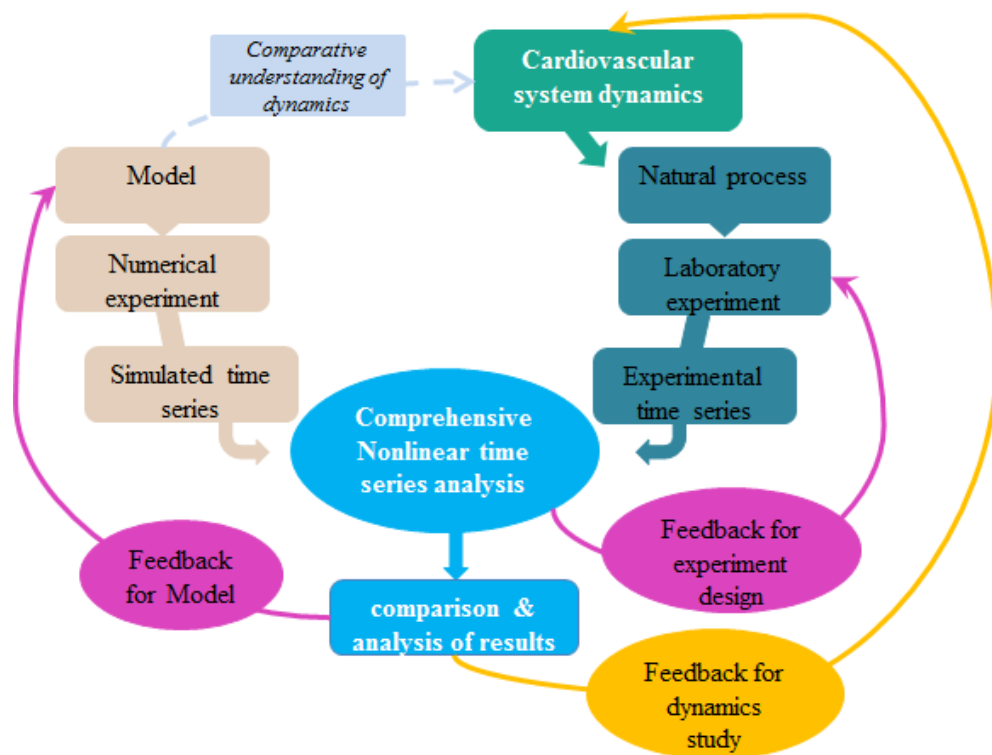 Comparative
understanding of
dynamics
Cardiovascular
system dynamics
Model
Natural process
Numerical
experiment
Laboratory
experiment
Simulated time
series
Experimental
time series
Comprehensive
Nonlinear time
series analysis
Feedback
for Model
Feedback for
experiment
design
comparison &
analysis of results
Feedback for
dynamics
study